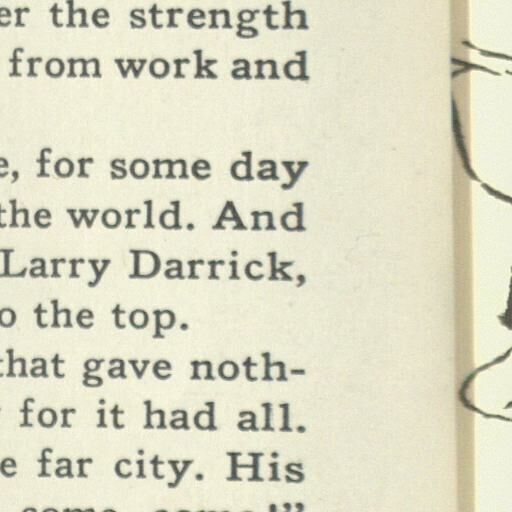 er the strength
from work and
e, for some day
the world. And
Larry Darrick,
o the top.
that gave noth-
for it had all.
e far city. His